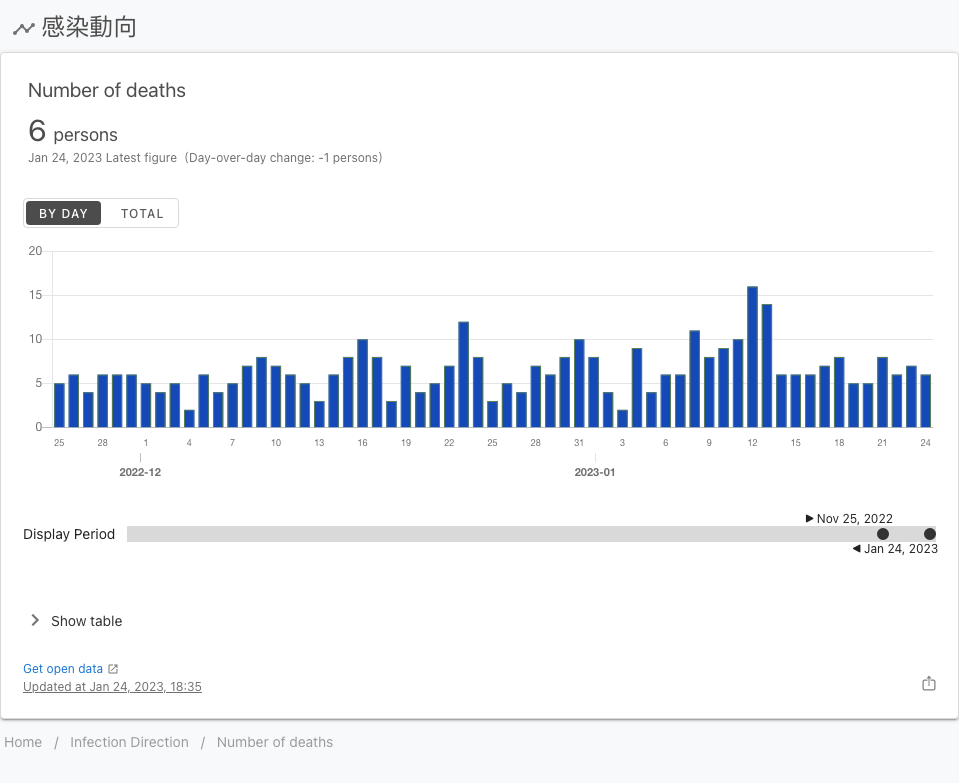 感染動向
Number of deaths
6 persons
Jan 24, 2023 Latest figure (Day-over-day change: -1 persons)
BY DAY TOTAL
20
15
10
5
0
25 28 1 4 7 10 13 16 19 22 25 28 31 3 6 9 12 15 18 21 24
2022-12 2023-01
Nov 25, 2022
Display Period
Jan 24, 2023
Show table
Get open data
Updated at Jan 24, 2023, 18:35
Home / Infection Direction / Number of deaths